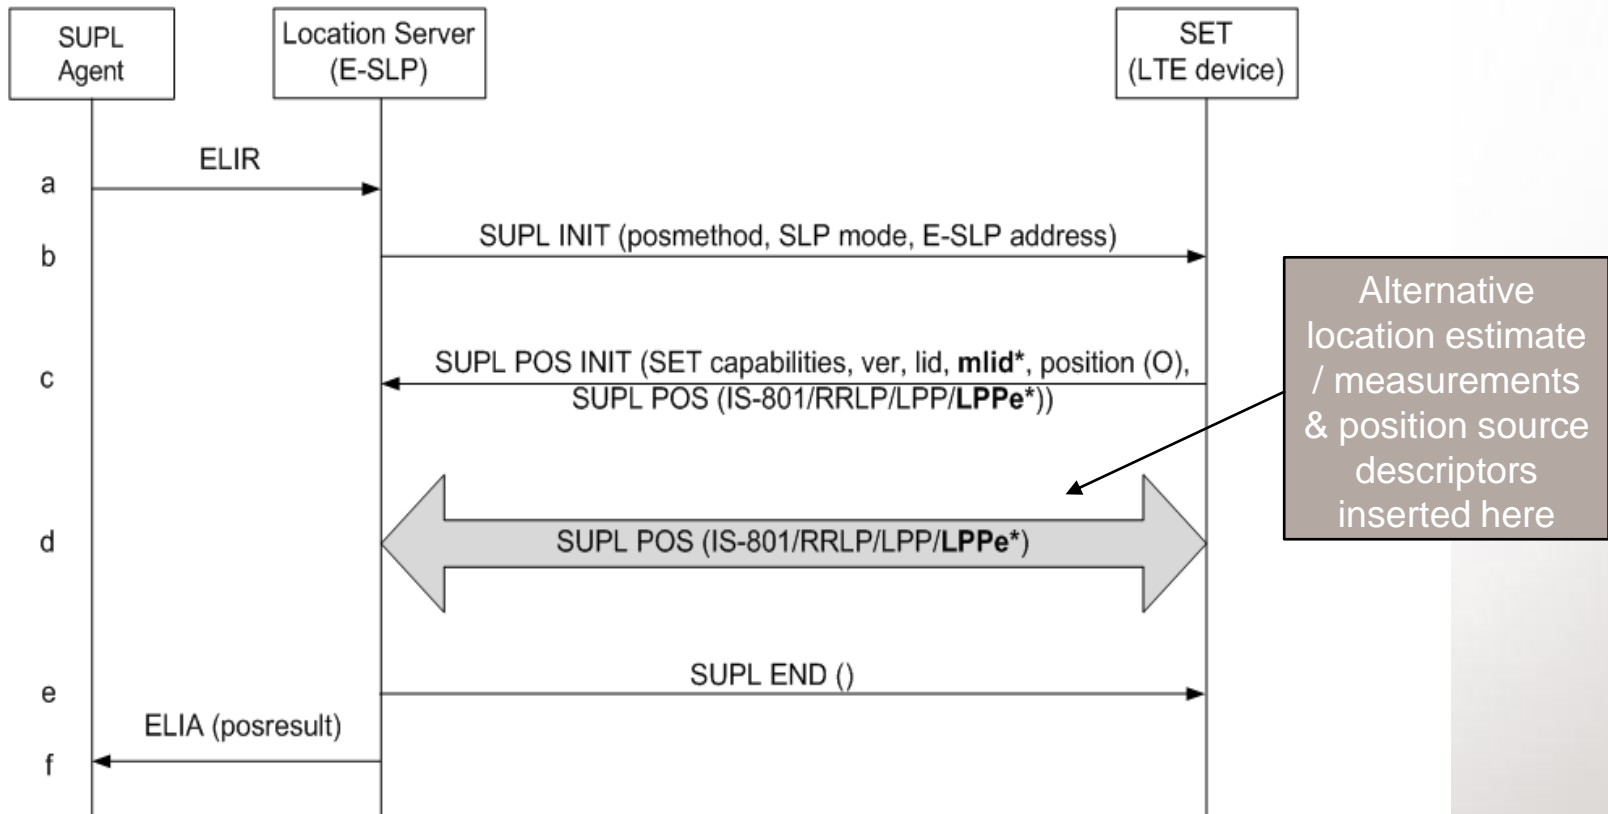 SUPL
Agent
Location Server
(E-SLP)
SET
(LTE device)
a
ELIR
b
SUPL INIT (posmethod, SLP mode, E-SLP address)
c
SUPL POS INIT (SET capabilities, ver, lid, mlid*, position (O),
SUPL POS (IS-801/RRLP/LPP/LPPe*))
Alternative
location estimate
/ measurements
& position source
descriptors
inserted here
d
SUPL POS (IS-801/RRLP/LPP/LPPe*)
e
SUPL END ()
ELIA (posresult)
f